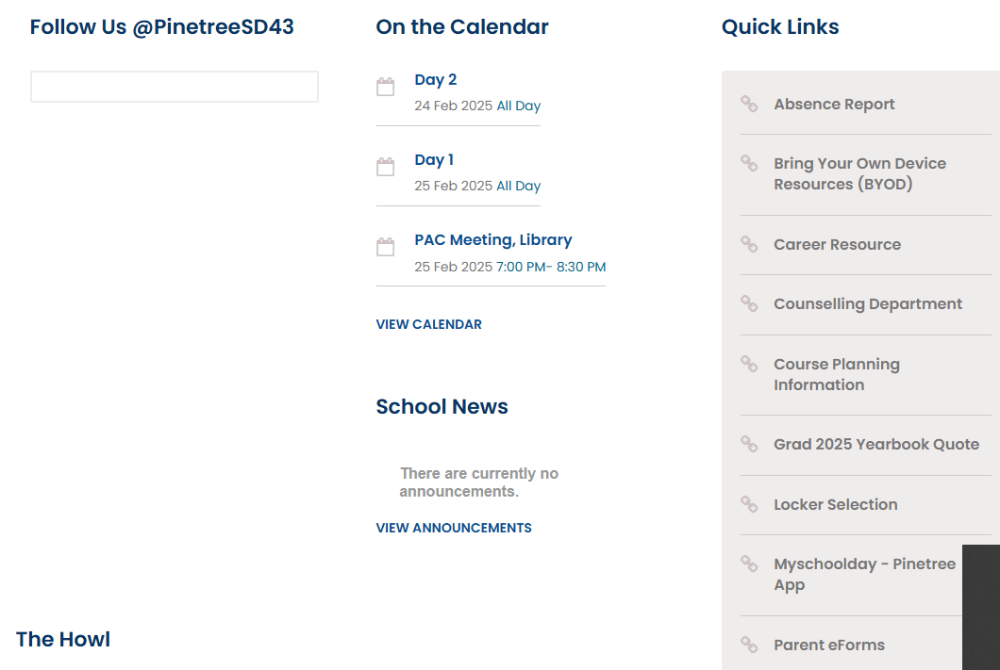 Follow Us @PinetreeSD43
On the Calendar
Day 2
24 Feb 2025 All Day
Day 1
25 Feb 2025 All Day
PAC Meeting, Library
25 Feb 2025 7:00 PM- 8:30 PM
VIEW CALENDAR
School News
There are currently no
announcements.
VIEW ANNOUNCEMENTS
Quick Links
Absence Report
Bring Your Own Device
Resources (BYOD)
Career Resource
Counselling Department
Course Planning
Information
Grad 2025 Yearbook Quote
Locker Selection
Myschoolday - Pinetree
App
Parent eForms
The Howl